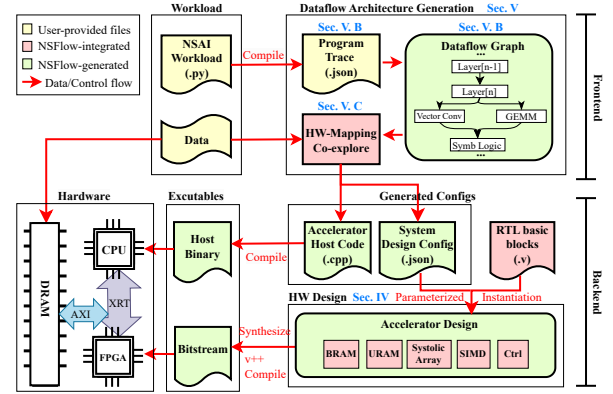 Workload
Dataflow Architecture Generation Sec. V
User-provided files
NSFlow-integrated
NSFlow-generated
Data/Control flow
NSAI
Workload
(.py)
Compile
Sec. V. B
Program
Trace
(.json)
Sec. V. B
Dataflow Graph
...
Layer[n-1]
Layer[n]
Vector Conv
GEMM
Symb Logic
...
Data
Sec. V. C
HW-Mapping
Co-explore
Frontend
Hardware
Excutables
Generated Configs
DRAM
CPU
XRT
AXI
FPGA
Host
Binary
Compile
Accelerator
Host Code
(.cpp)
System
Design Config
(.json)
RTL basic
blocks
(.v)
HW Design Sec. IV
Parameterized
Instantiation
Bitstream
Synthesize
v++
Compile
Accelerator Design
BRAM
URAM
Systolic
Array
SIMD
Ctrl
Backend